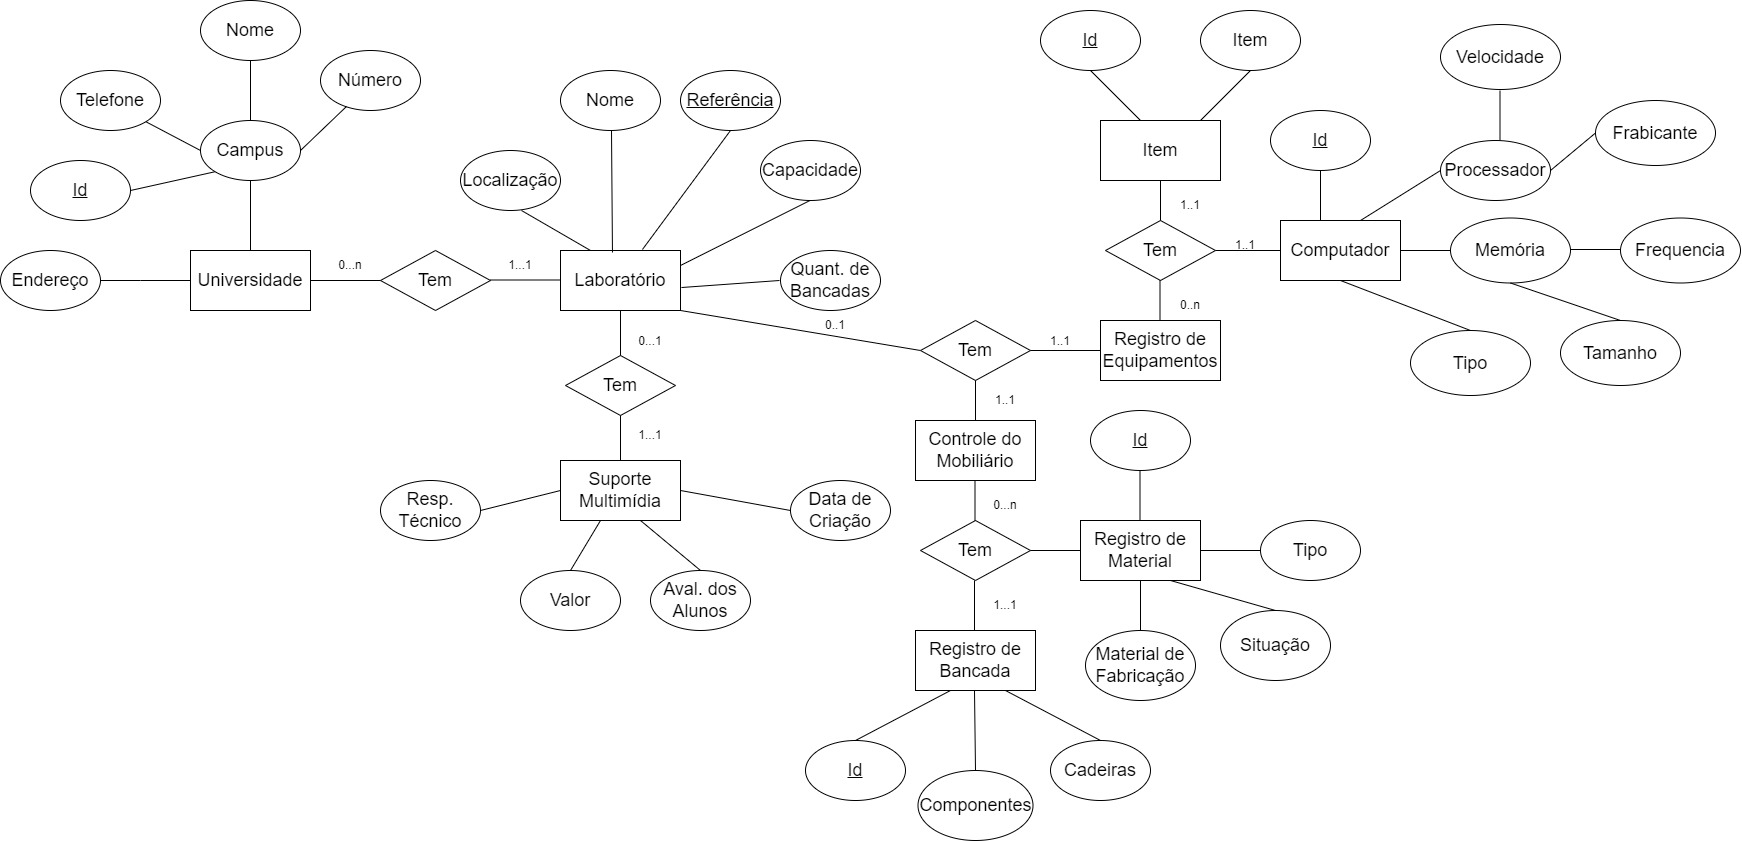 Nome
Número
Telefone
Campus
Id
Endereço
Universidade
0...n
Tem
1...1
Nome
Referência
Localização
Capacidade
Laboratório
Quant. de
Bancadas
0...1
Tem
1...1
Suporte
Multimídia
Resp.
Técnico
Data de
Criação
Valor
Aval. dos
Alunos
0..1
Tem
1..1
1..1
Registro de
Equipamentos
0..n
Tem
1..1
1..1
Item
Id
Item
Computador
Id
Processador
Velocidade
Frabicante
Memória
Frequencia
Tamanho
Tipo
Controle do
Mobiliário
0...n
Tem
1...1
Registro de
Material
Id
Tipo
Situação
Material de
Fabricação
Registro de
Bancada
Id
Componentes
Cadeiras